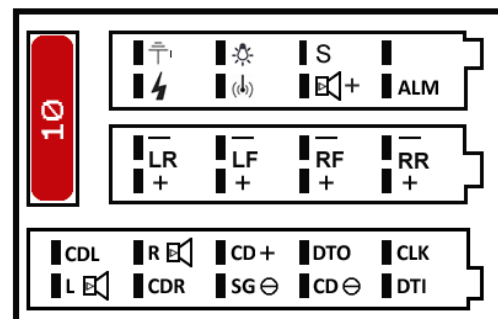 10
S
+ ALM
LR LF RF RR
+ + + +
CDL R CD + DTO CLK
L CDR SG ⊖ CD ⊖ DTI